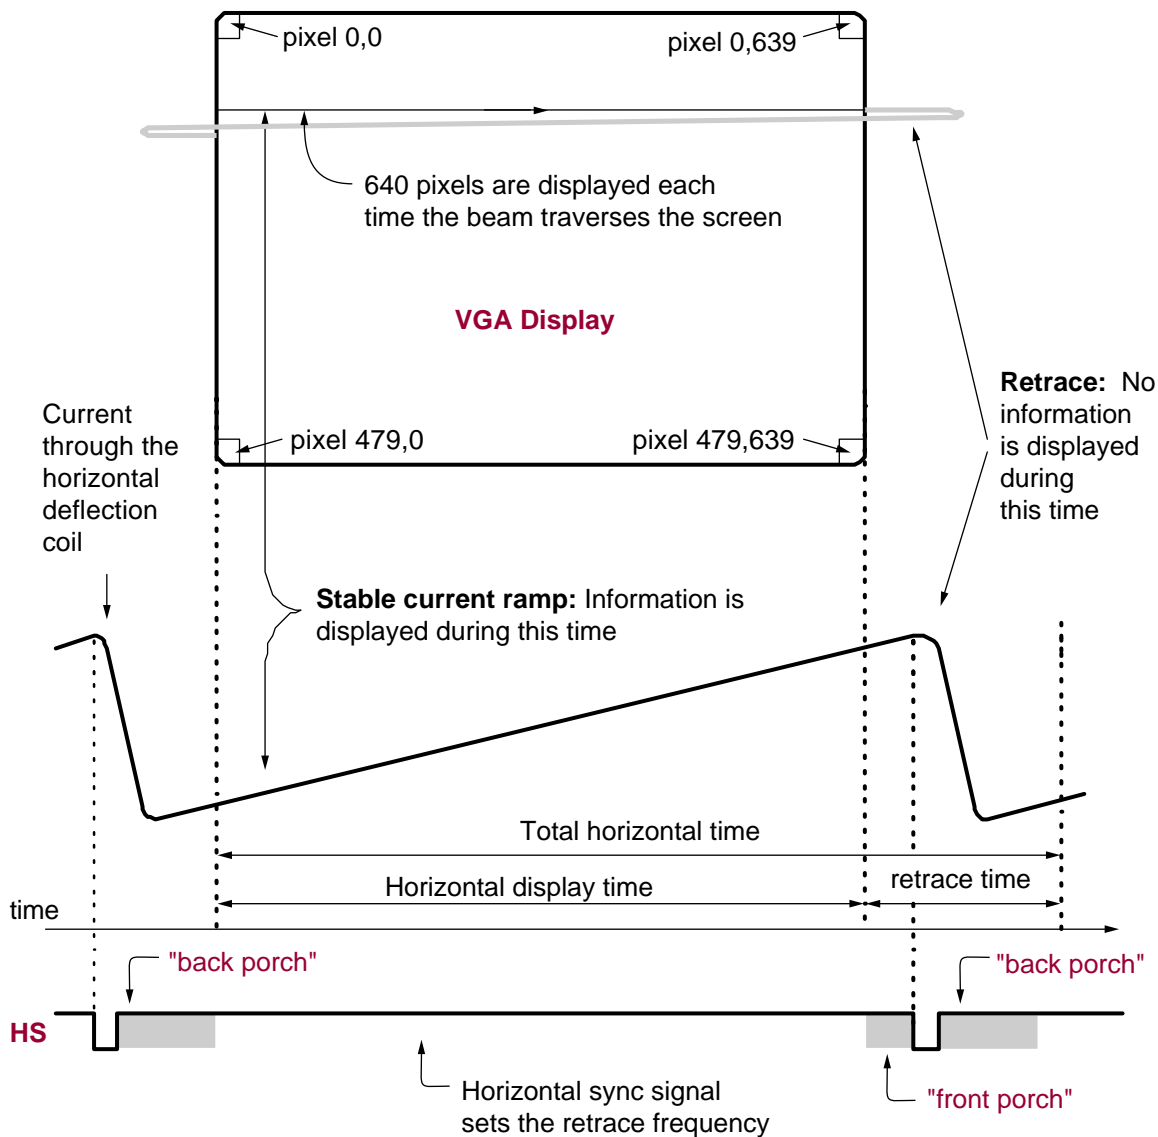 pixel 0,0
pixel 0,639
640 pixels are displayed each
time the beam traverses the screen
VGA Display
pixel 479,0
pixel 479,639
Current
through the
horizontal
deflection
coil
Retrace: No
information
is displayed
during
this time
Stable current ramp: Information is
displayed during this time
Total horizontal time
Horizontal display time
retrace time
time
"back porch"
"back porch"
HS
Horizontal sync signal
sets the retrace frequency
"front porch"